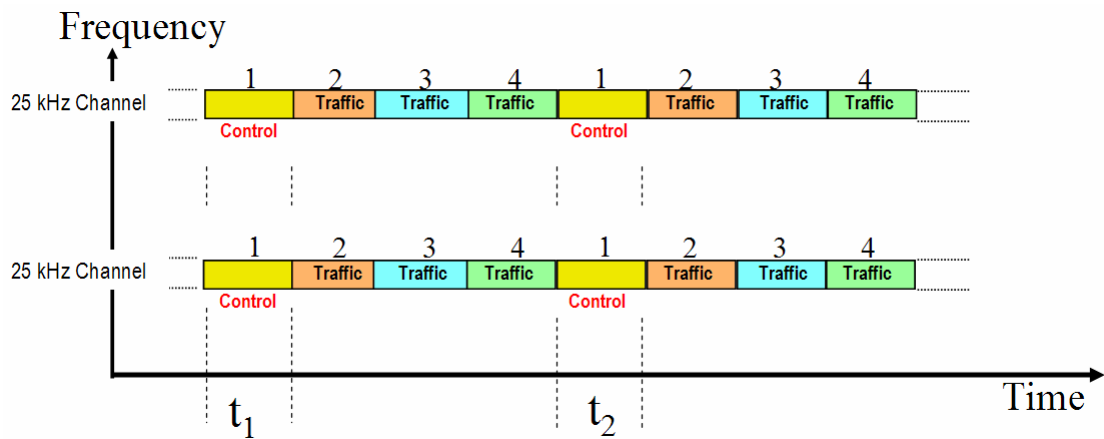 Frequency
1 2 3 4 1 2 3 4
25 kHz Channel Traffic Traffic Traffic Traffic Traffic Traffic
Control Control
1 2 3 4 1 2 3 4
25 kHz Channel Traffic Traffic Traffic Traffic Traffic Traffic
Control Control
Time
t1 t2